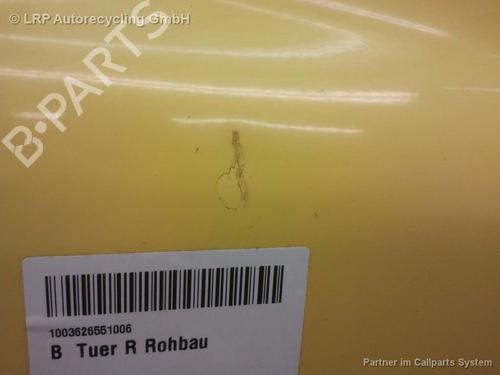 © LRP Autorecycling GmbH
B-PARTS
1003626551006
B Tuer R Rohbau
Partner im Callparts System